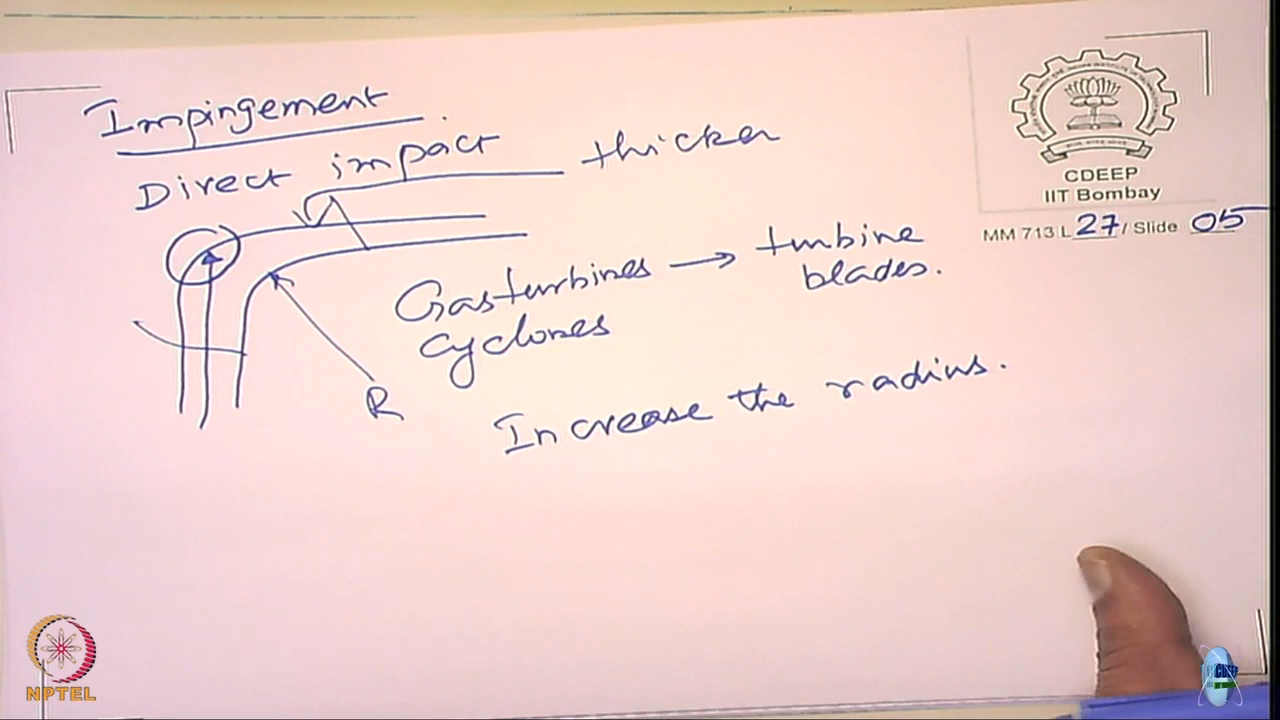 Impingement
Direct impact
thicker
Gasturbines → turbine blades.
cyclones
R
Increase the radius.
CDEEP
IIT Bombay
MM 713 L 27 / Slide 05
NPTEL